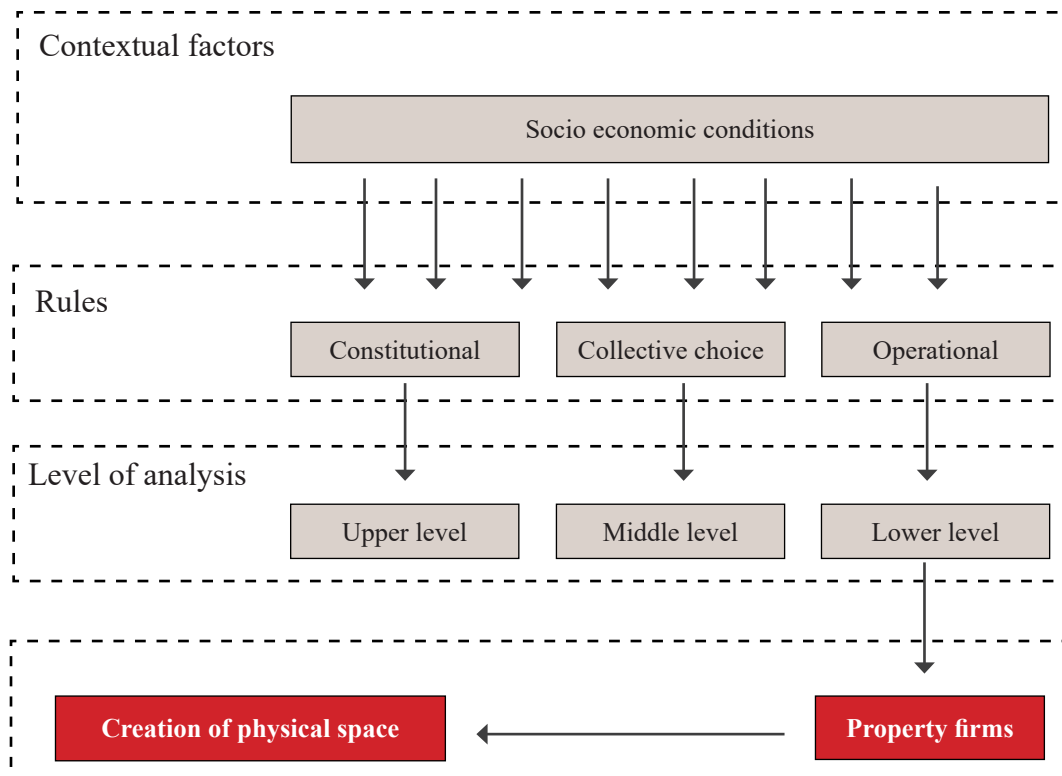 Contextual factors
Socio economic conditions
Rules
Constitutional
Collective choice
Operational
Level of analysis
Upper level
Middle level
Lower level
Creation of physical space
Property firms